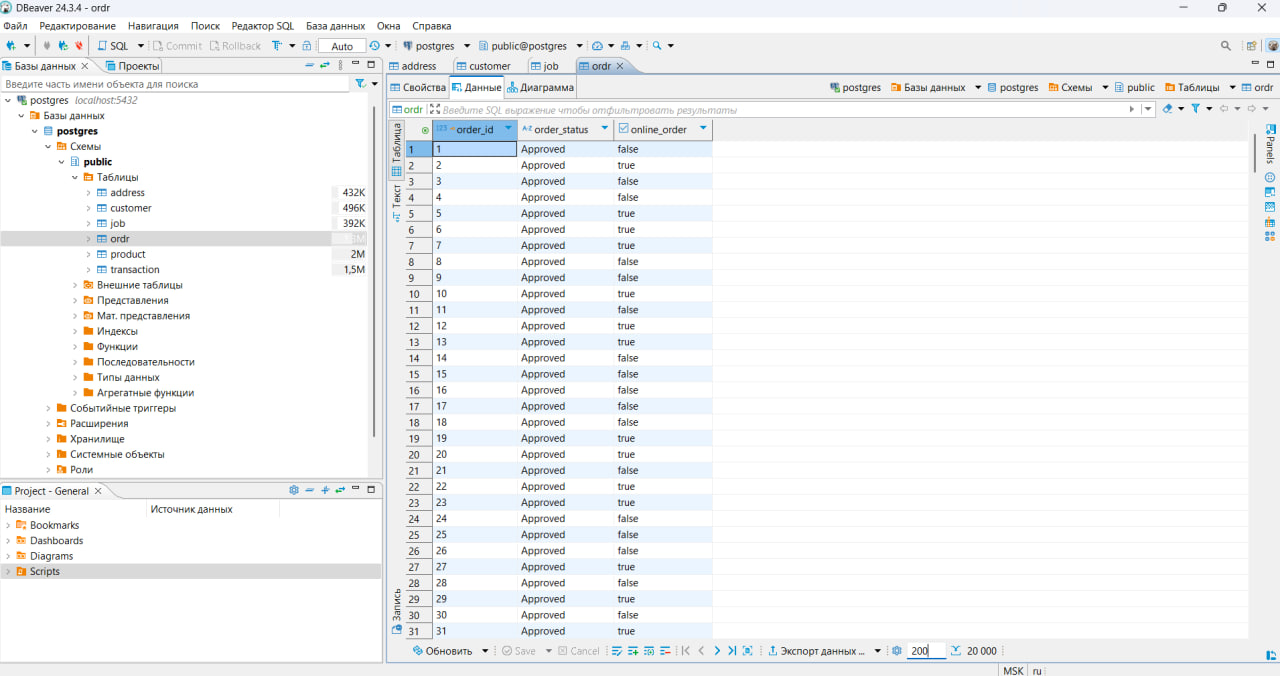 DBeaver 24.3.4 - ordr
Файл Редактирование Навигация Поиск Редактор SQL База данных Окна Справка
SQL Commit Rollback Auto postgres public@postgres
Базы данных Проекты
Введите часть имени объекта для поиска
postgres localhost:5432
Базы данных
postgres
Схемы
public
Таблицы
address 432K
customer 496K
job 392K
ordr
product 2M
transaction 1,5M
Внешние таблицы
Представления
Мат. представления
Индексы
Функции
Последовательности
Типы данных
Агрегатные функции
Событийные триггеры
Расширения
Хранилище
Системные объекты
Роли
Project - General
Название Источник данных
Bookmarks
Dashboards
Diagrams
Scripts
address customer job ordr
Свойства Данные Диаграмма postgres Базы данных postgres Схемы public Таблицы ordr
ordr Введите SQL выражение чтобы отфильтровать результаты
Таблица
Текст
Запись
123 order_id A-Z order_status online_order
1 1 Approved false
2 2 Approved true
3 3 Approved false
4 4 Approved false
5 5 Approved true
6 6 Approved true
7 7 Approved true
8 8 Approved false
9 9 Approved false
10 10 Approved true
11 11 Approved false
12 12 Approved true
13 13 Approved true
14 14 Approved false
15 15 Approved false
16 16 Approved false
17 17 Approved false
18 18 Approved false
19 19 Approved true
20 20 Approved true
21 21 Approved false
22 22 Approved true
23 23 Approved true
24 24 Approved false
25 25 Approved false
26 26 Approved false
27 27 Approved true
28 28 Approved false
29 29 Approved true
30 30 Approved false
31 31 Approved true
Panels
Обновить Save Cancel Экспорт данных ... 200 20 000
MSK ru